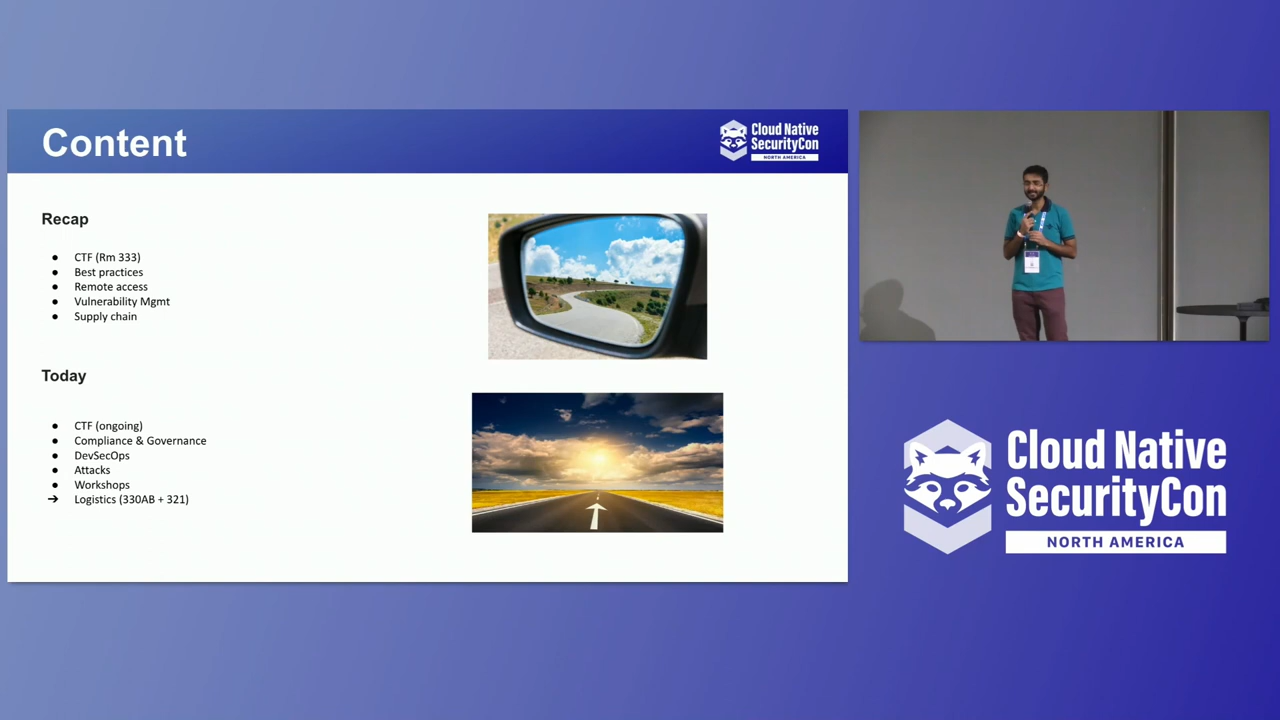 Content
Cloud Native
SecurityCon
NORTH AMERICA
Recap
● CTF (Rm 333)
● Best practices
● Remote access
● Vulnerability Mgmt
● Supply chain
Today
● CTF (ongoing)
● Compliance & Governance
● DevSecOps
● Attacks
● Workshops
➔ Logistics (330AB + 321)
Cloud Native
SecurityCon
NORTH AMERICA